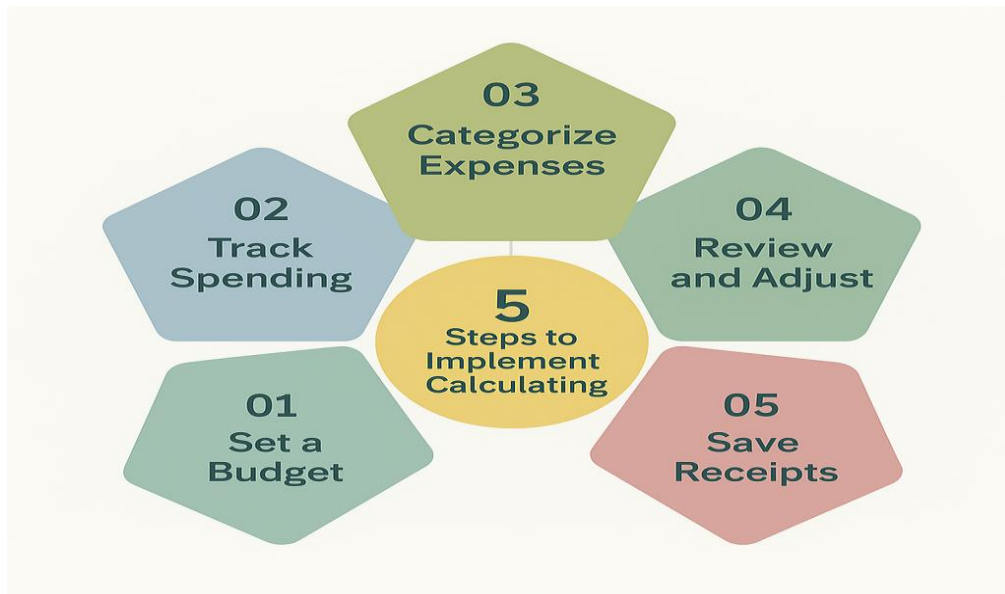 03
Categorize
Expenses
02
Track
Spending
04
Review
and Adjust
5
Steps to
Implement
Calculating
01
Set a
Budget
05
Save
Receipts